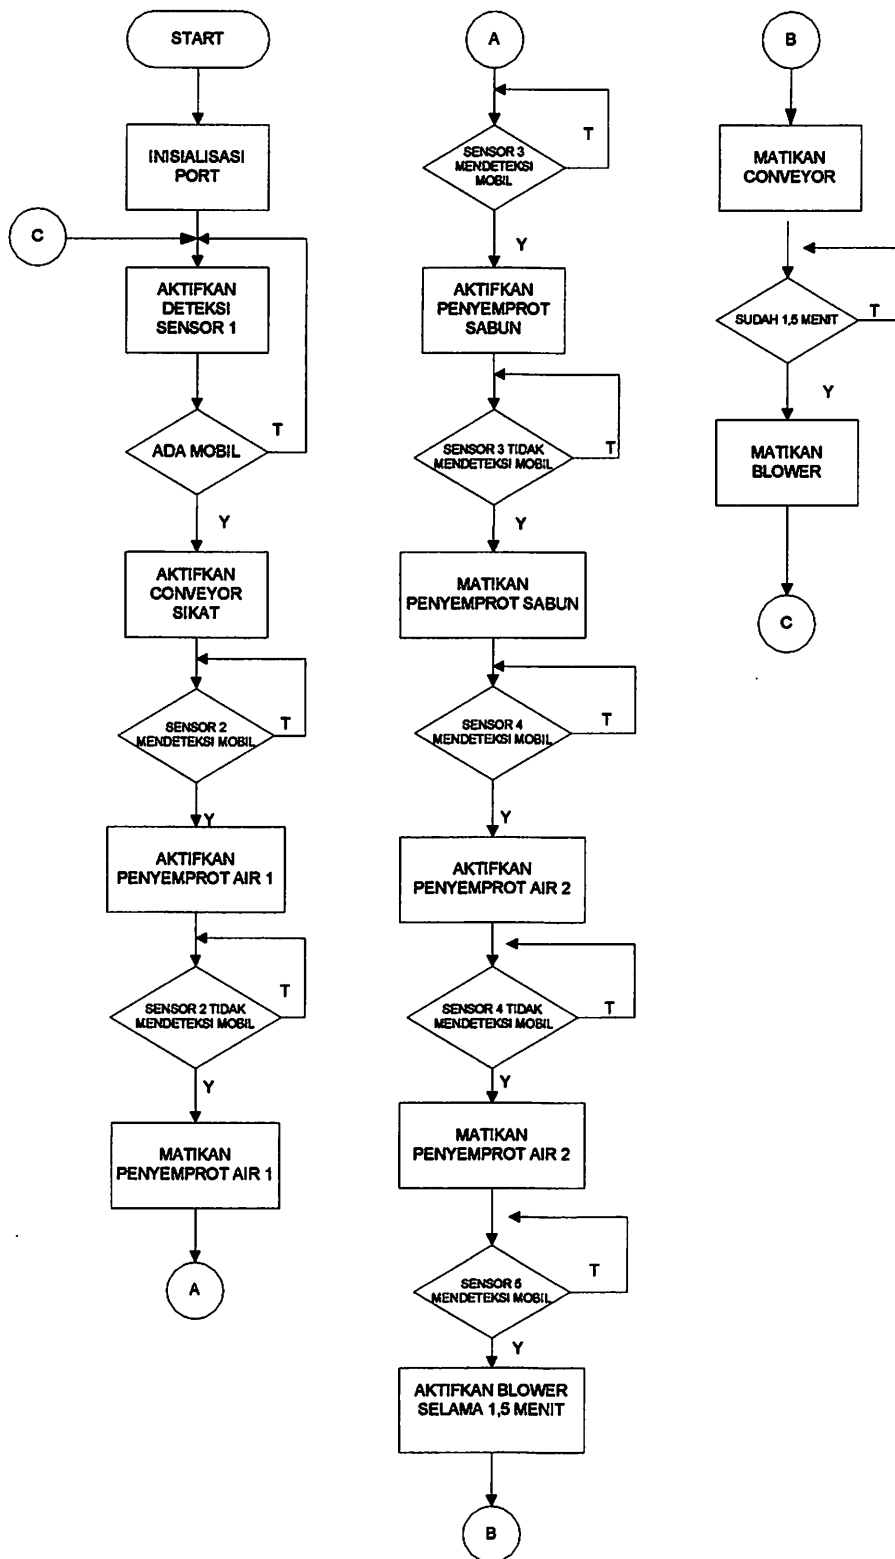 START
INISIALISASI
PORT
C
AKTIFKAN
DETEKSI
SENSOR 1
ADA MOBIL
T
Y
AKTIFKAN
CONVEYOR
SIKAT
SENSOR 2
MENDETEKSI MOBIL
T
Y
AKTIFKAN
PENYEMPROT AIR 1
SENSOR 2 TIDAK
MENDETEKSI MOBIL
T
Y
MATIKAN
PENYEMPROT AIR 1
A
A
SENSOR 3
MENDETEKSI
MOBIL
T
Y
AKTIFKAN
PENYEMPROT
SABUN
SENSOR 3 TIDAK
MENDETEKSI MOBIL
T
Y
MATIKAN
PENYEMPROT SABUN
SENSOR 4
MENDETEKSI MOBIL
T
Y
AKTIFKAN
PENYEMPROT AIR 2
SENSOR 4 TIDAK
MENDETEKSI MOBIL
T
Y
MATIKAN
PENYEMPROT AIR 2
SENSOR 5
MENDETEKSI MOBIL
T
Y
AKTIFKAN BLOWER
SELAMA 1,5 MENIT
B
B
MATIKAN
CONVEYOR
SUDAH 1,5 MENIT
T
Y
MATIKAN
BLOWER
C